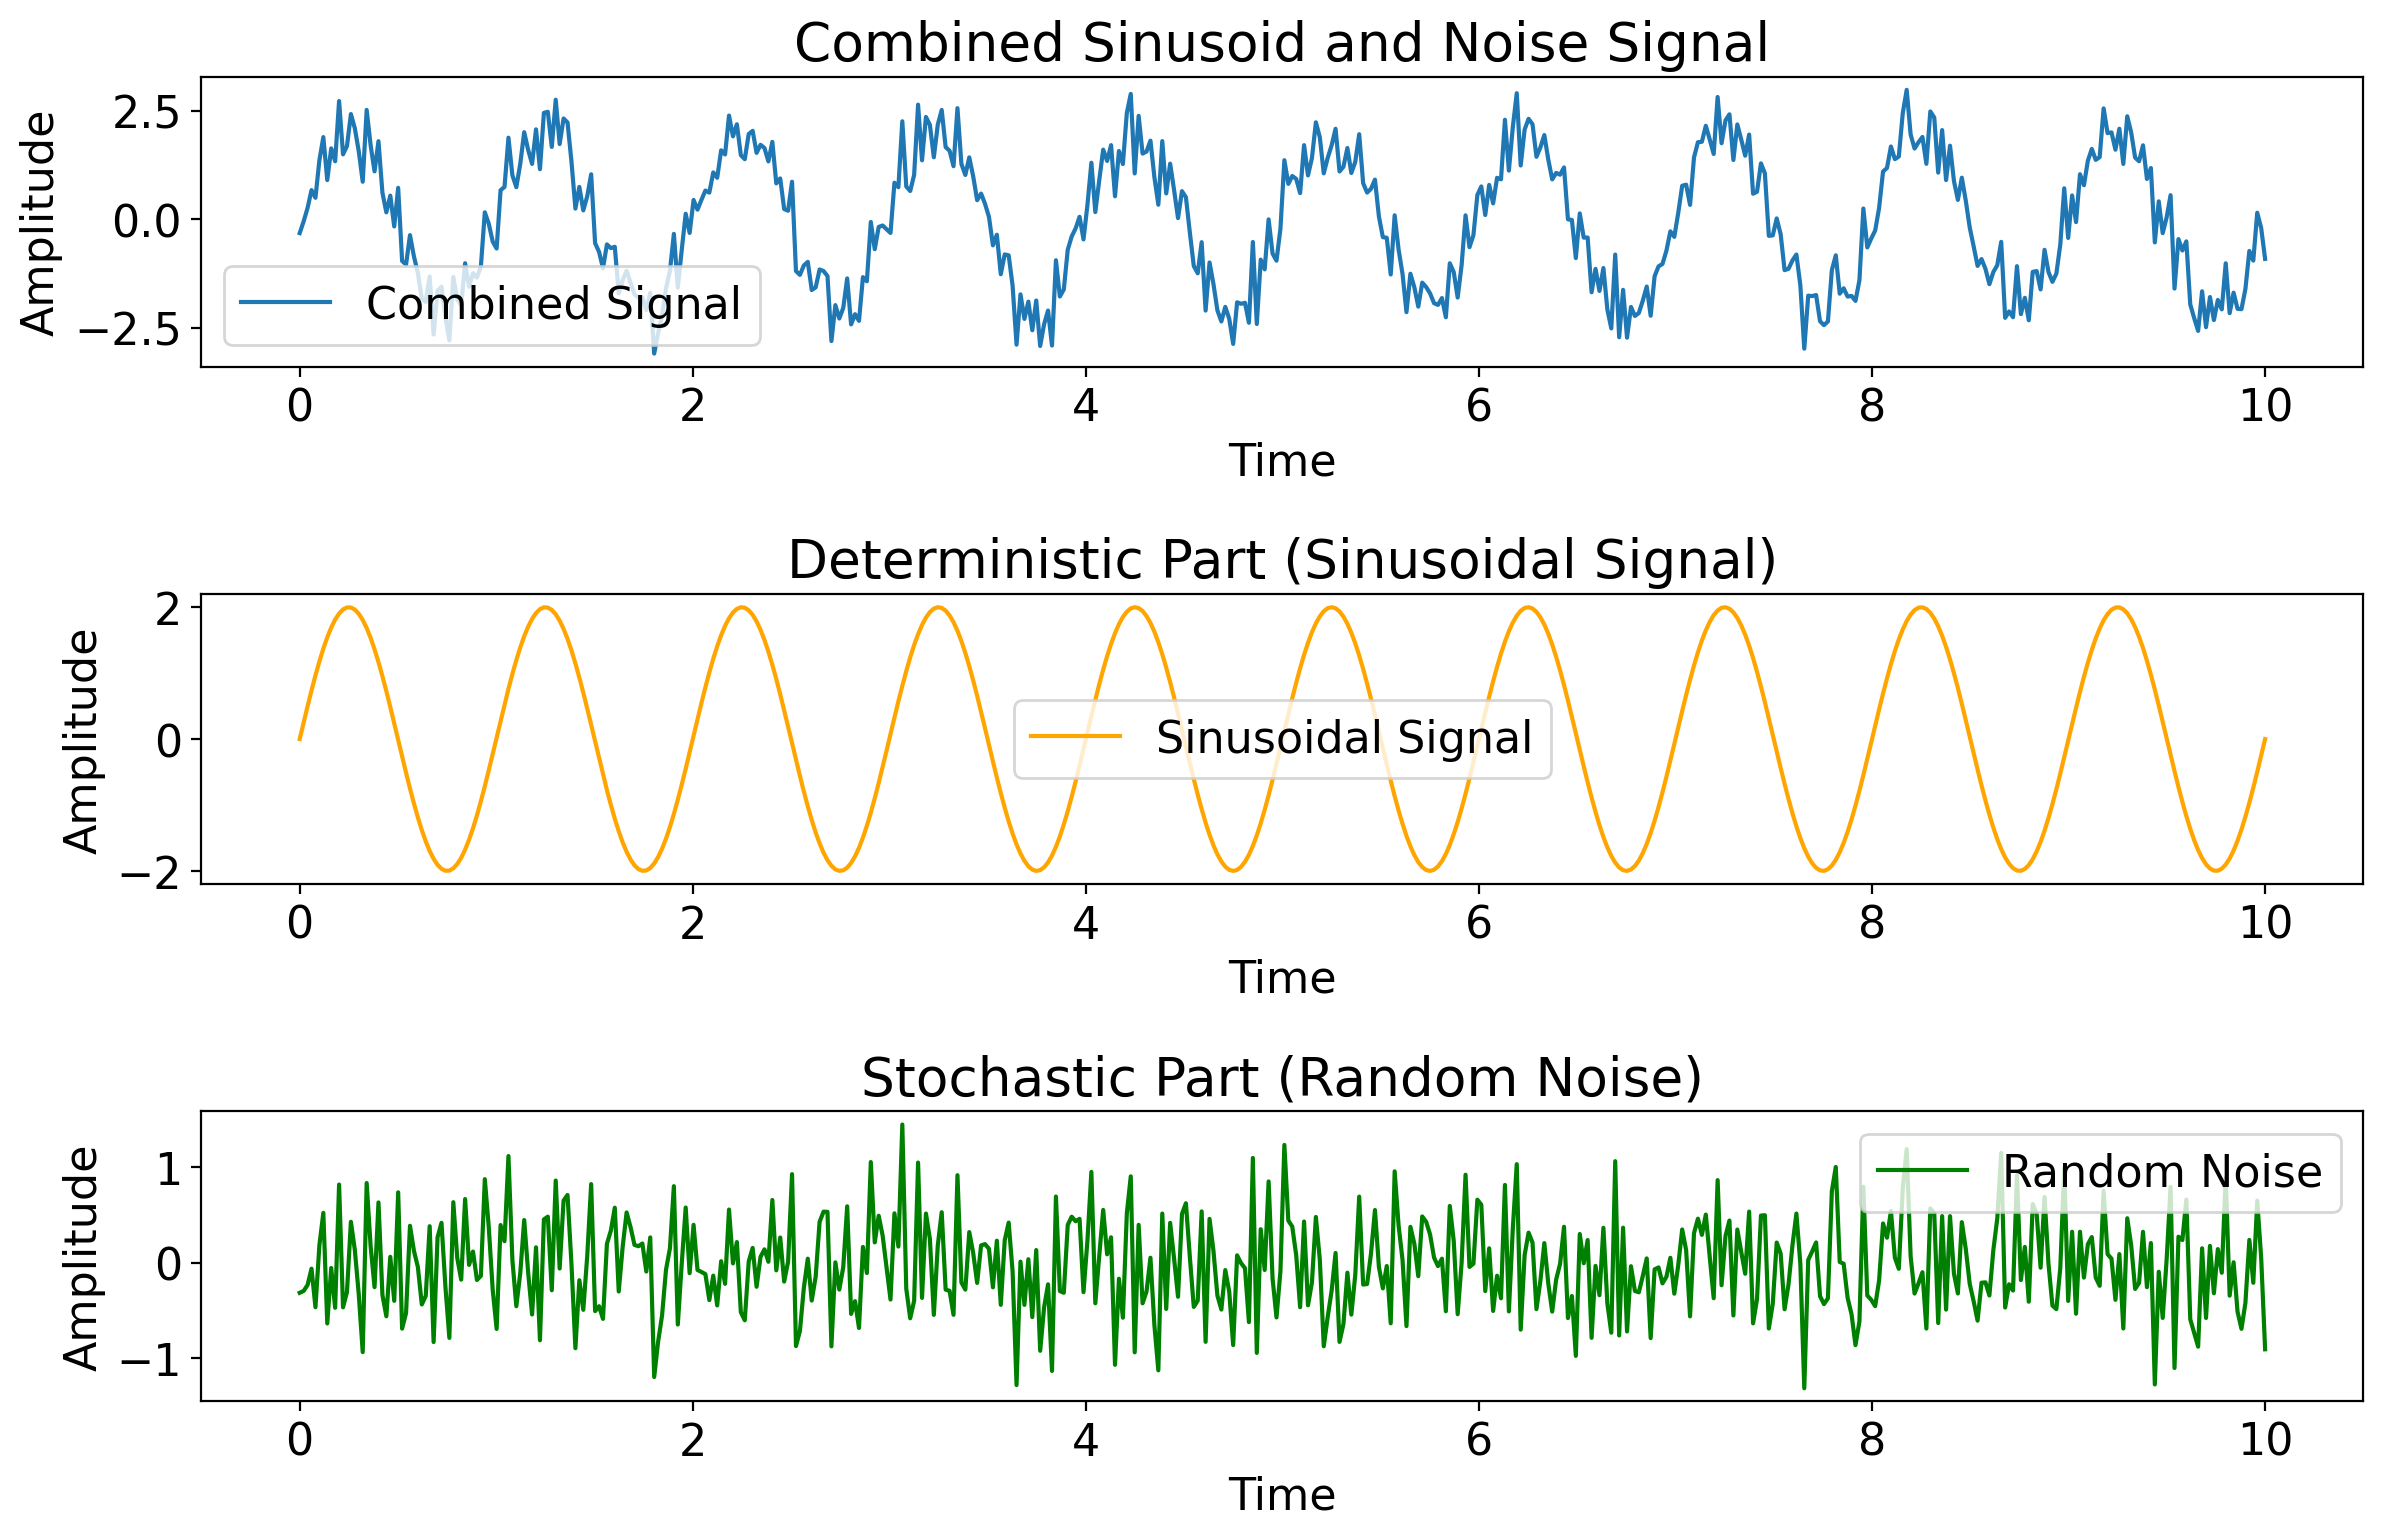 Combined Sinusoid and Noise Signal
Amplitude
2.5
0.0
−2.5
Combined Signal
0 2 4 6 8 10
Time
Deterministic Part (Sinusoidal Signal)
Amplitude
2
0
−2
Sinusoidal Signal
0 2 4 6 8 10
Time
Stochastic Part (Random Noise)
Amplitude
1
0
−1
Random Noise
0 2 4 6 8 10
Time